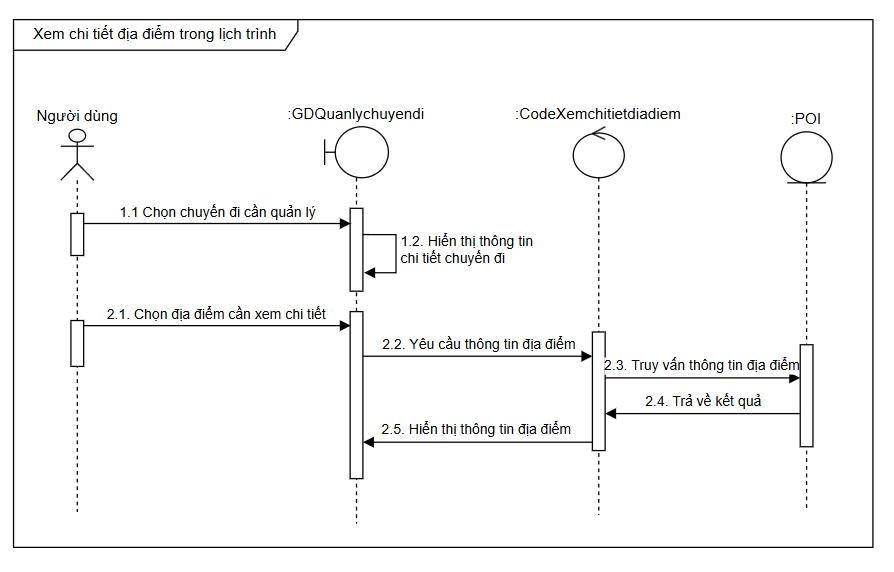 Xem chi tiết địa điểm trong lịch trình
Người dùng
:GDQuanlychuyendi
:CodeXemchitietdiadiem
:POI
1.1 Chọn chuyến đi cần quản lý
1.2. Hiển thị thông tin
chi tiết chuyến đi
2.1. Chọn địa điểm cần xem chi tiết
2.2. Yêu cầu thông tin địa điểm
2.3. Truy vấn thông tin địa điểm
2.4. Trả về kết quả
2.5. Hiển thị thông tin địa điểm